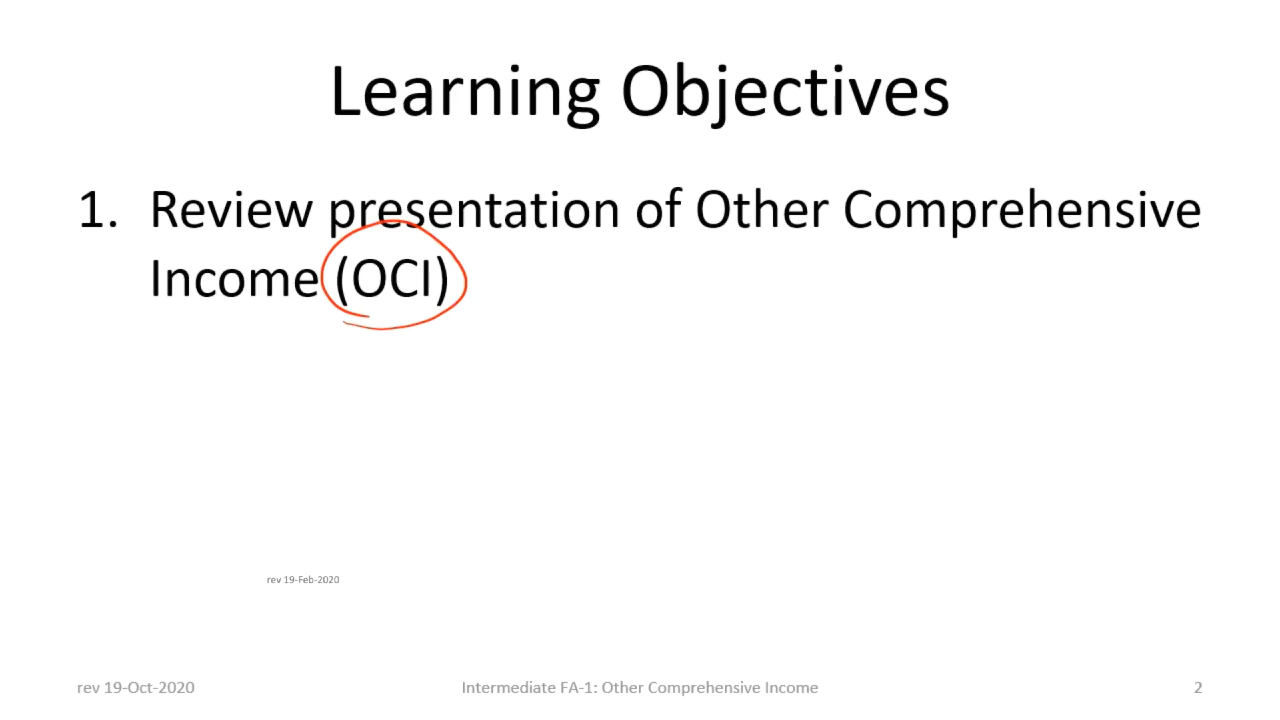 Learning Objectives
1. Review presentation of Other Comprehensive
Income (OCI)
rev 19-Feb-2020
rev 19-Oct-2020
Intermediate FA-1: Other Comprehensive Income
2